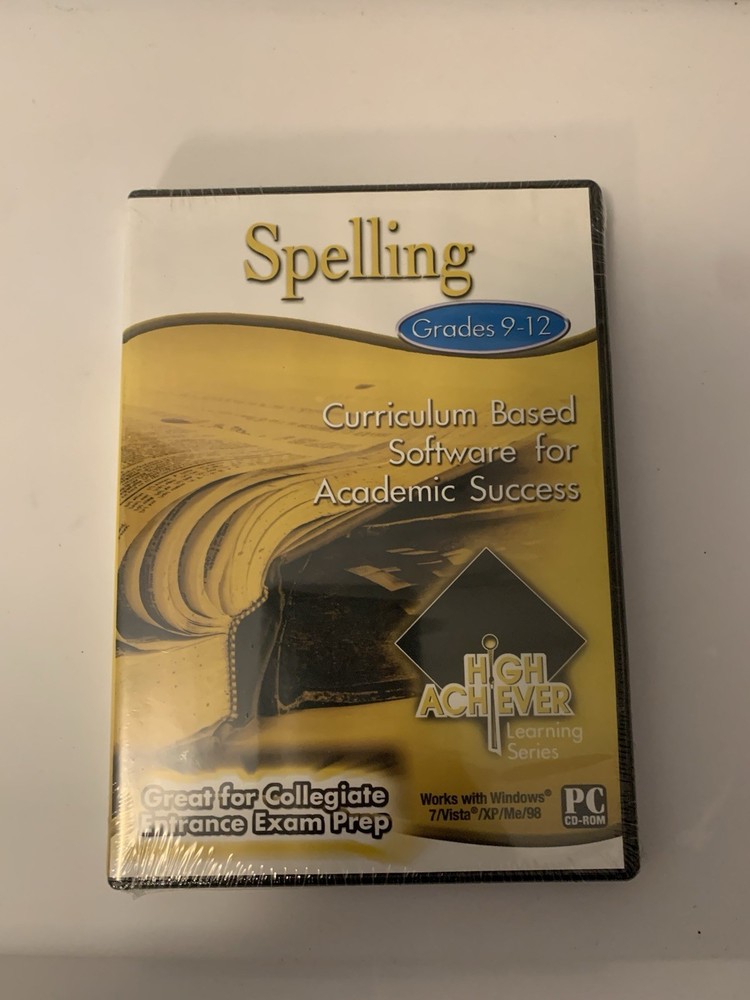 Spelling
Grades 9-12
Curriculum Based
Software for
Academic Success
HIGH
ACHIEVER
Learning
Series
Great for Collegiate
Entrance Exam Prep
Works with Windows®
7/Vista®/XP/Me/98
PC
CD-ROM